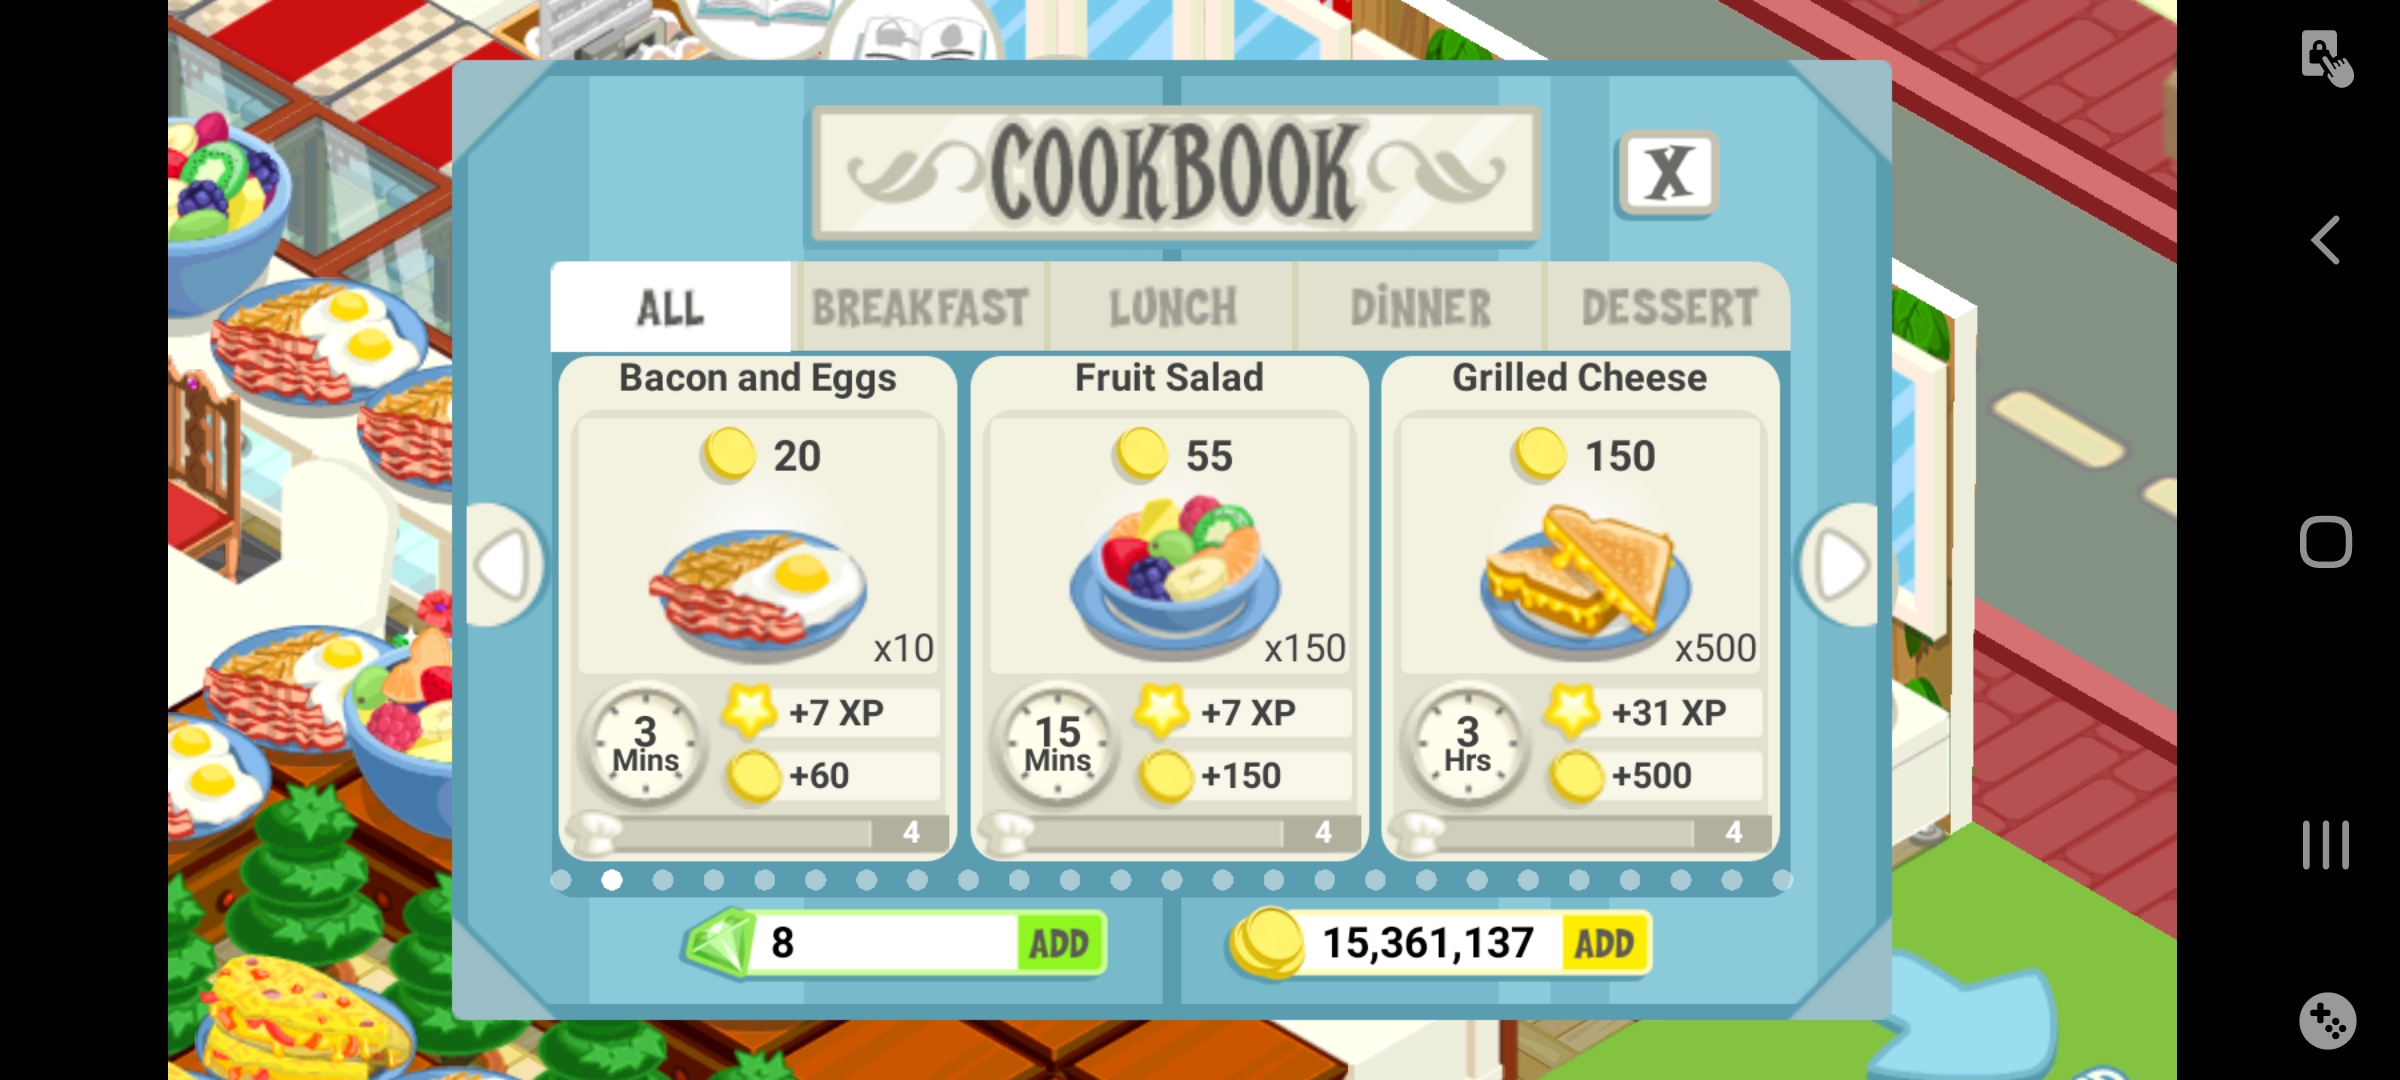 COOKBOOK
X
ALL BREAKFAST LUNCH DINNER DESSERT
Bacon and Eggs
20
x10
3 Mins
+7 XP
+60
4
Fruit Salad
55
x150
15 Mins
+7 XP
+150
4
Grilled Cheese
150
x500
3 Hrs
+31 XP
+500
4
8 ADD
15,361,137 ADD